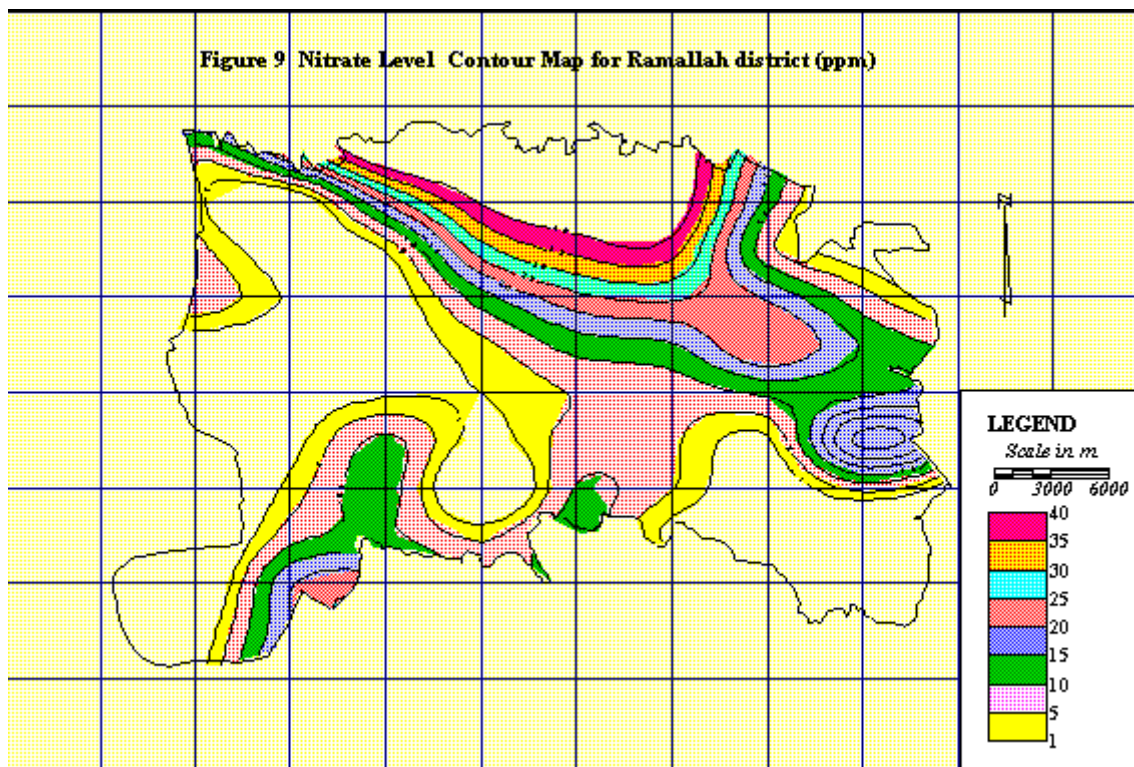 Figure 9 Nitrate Level Contour Map for Ramallah district (ppm)
N
LEGEND
Scale in m
0 3000 6000
40
35
30
25
20
15
10
5
1